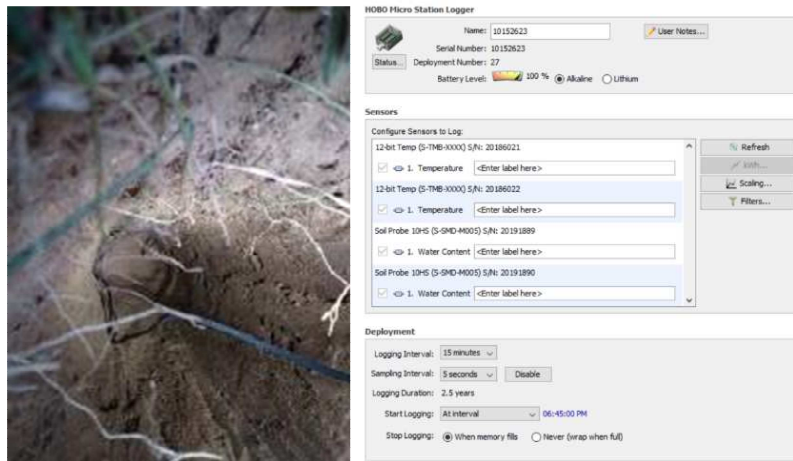 HOBO Micro Station Logger
Name: 10152623
User Notes...
Serial Number: 10152623
Status...
Deployment Number: 27
Battery Level: 100 % Alkaline Lithium
Sensors
Configure Sensors to Log:
12-bit Temp (S-TMB-XXXX) S/N: 20186021
1. Temperature <Enter label here>
12-bit Temp (S-TMB-XXXX) S/N: 20186022
1. Temperature <Enter label here>
Soil Probe 10HS (S-SMD-M005) S/N: 20191889
1. Water Content <Enter label here>
Soil Probe 10HS (S-SMD-M005) S/N: 20191890
1. Water Content <Enter label here>
Refresh
Scaling...
Filters...
Deployment
Logging Interval: 15 minutes
Sampling Interval: 5 seconds Disable
Logging Duration: 2.5 years
Start Logging: At interval 06:45:00 PM
Stop Logging: When memory fills Never (wrap when full)